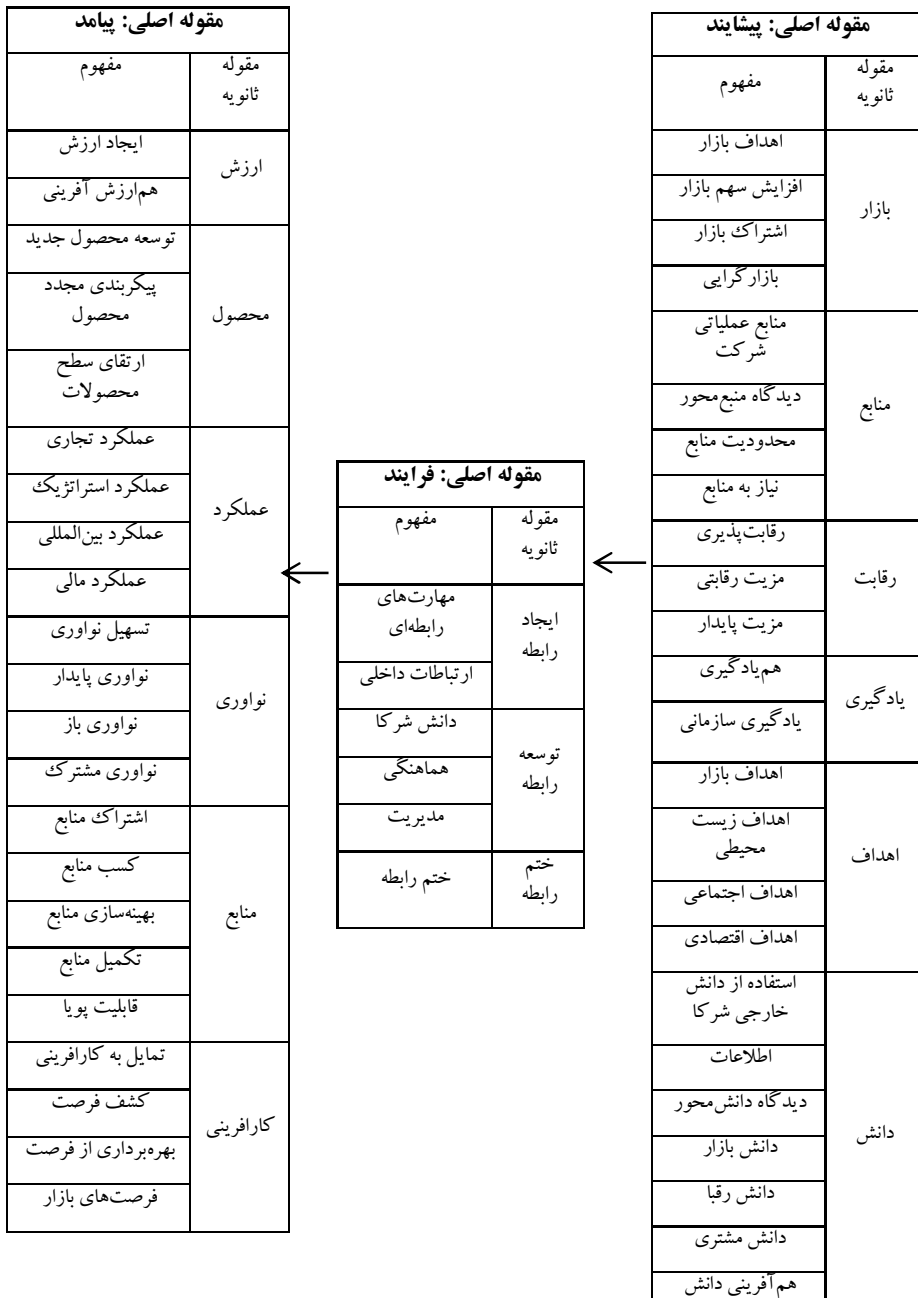 مقوله اصلی: پیشایند
مقوله ثانویه
مفهوم
بازار
اهداف بازار
افزایش سهم بازار
اشتراک بازار
بازارگرایی
منابع
منابع عملیاتی
شرکت
دیدگاه منبع‌محور
محدودیت منابع
نیاز به منابع
رقابت
رقابت‌پذیری
مزیت رقابتی
مزیت پایدار
یادگیری
هم‌یادگیری
یادگیری سازمانی
اهداف
اهداف بازار
اهداف زیست
محیطی
اهداف اجتماعی
اهداف اقتصادی
دانش
استفاده از دانش
خارجی شرکا
اطلاعات
دیدگاه دانش‌محور
دانش بازار
دانش رقبا
دانش مشتری
هم‌آفرینی دانش
مقوله اصلی: فرایند
مقوله
ثانویه
مفهوم
ایجاد
رابطه
مهارت‌های
رابطه‌ای
ارتباطات داخلی
توسعه
رابطه
دانش شرکا
هماهنگی
مدیریت
ختم
رابطه
ختم رابطه
مقوله اصلی: پیامد
مقوله
ثانویه
مفهوم
ارزش
ایجاد ارزش
هم‌ارزش آفرینی
محصول
توسعه محصول جدید
پیکربندی مجدد
محصول
ارتقای سطح
محصولات
عملکرد
عملکرد تجاری
عملکرد استراتژیک
عملکرد بین‌المللی
عملکرد مالی
نواوری
تسهیل نواوری
نواوری پایدار
نواوری باز
نواوری مشترک
منابع
اشتراک منابع
کسب منابع
بهینه‌سازی منابع
تکمیل منابع
قابلیت پویا
کارافرینی
تمایل به کارافرینی
کشف فرصت
بهره‌برداری از فرصت
فرصت‌های بازار